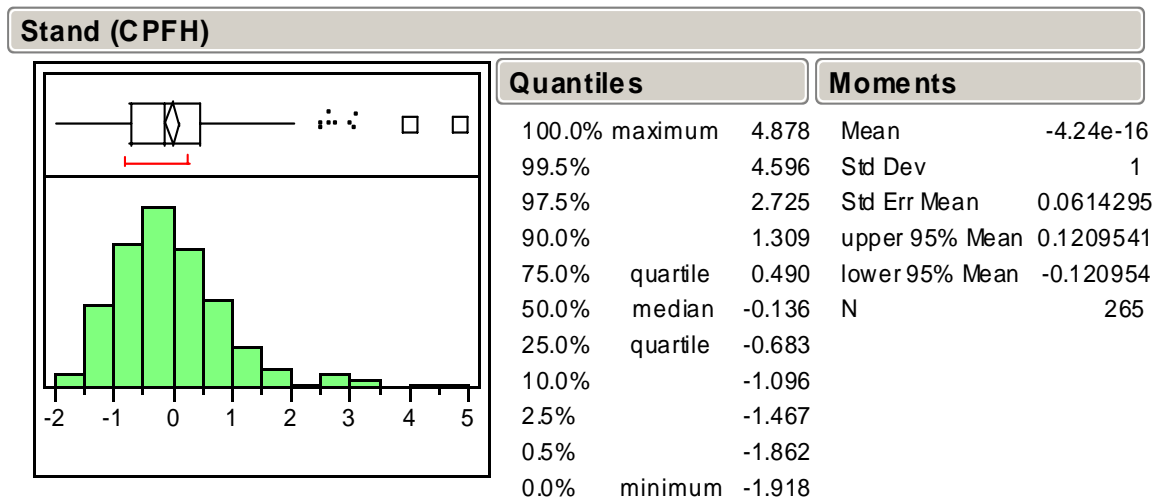 Stand (CPFH)
-2 -1 0 1 2 3 4 5
Quantiles
100.0% maximum 4.878
99.5% 4.596
97.5% 2.725
90.0% 1.309
75.0% quartile 0.490
50.0% median -0.136
25.0% quartile -0.683
10.0% -1.096
2.5% -1.467
0.5% -1.862
0.0% minimum -1.918
Moments
Mean -4.24e-16
Std Dev 1
Std Err Mean 0.0614295
upper 95% Mean 0.1209541
lower 95% Mean -0.120954
N 265